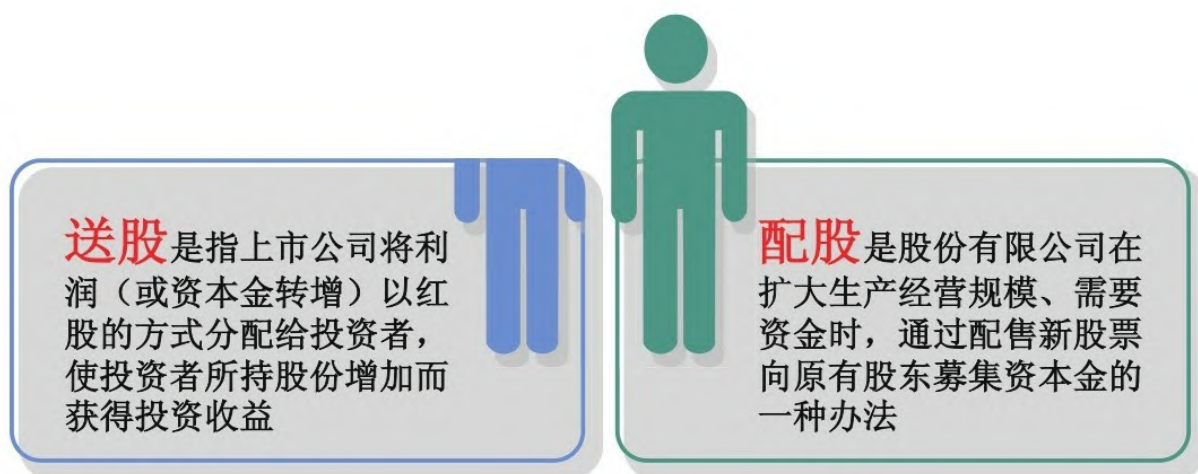 送股是指上市公司将利
润（或资本金转增）以红
股的方式分配给投资者，
使投资者所持股份增加而
获得投资收益
配股是股份有限公司在
扩大生产经营规模、需要
资金时，通过配售新股票
向原有股东募集资本金的
一种办法